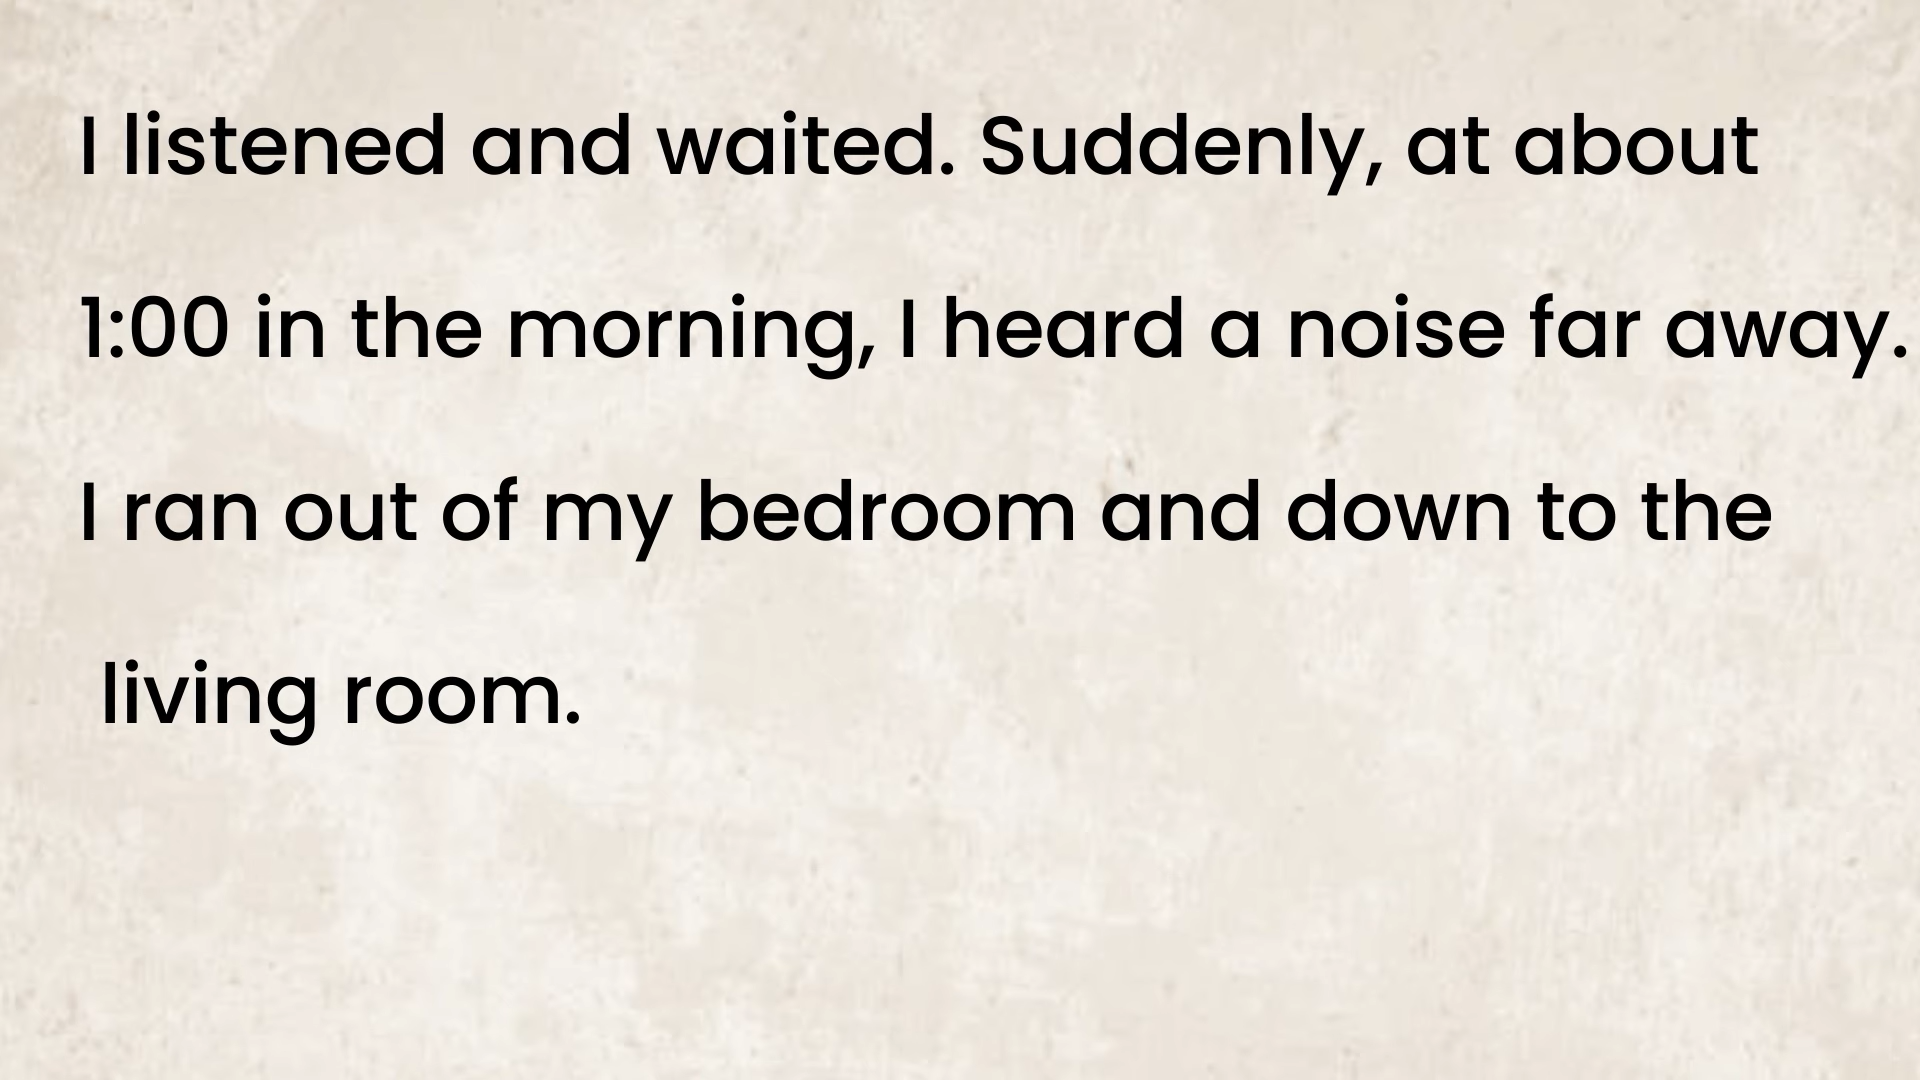 I listened and waited. Suddenly, at about
1:00 in the morning, I heard a noise far away.
I ran out of my bedroom and down to the
living room.